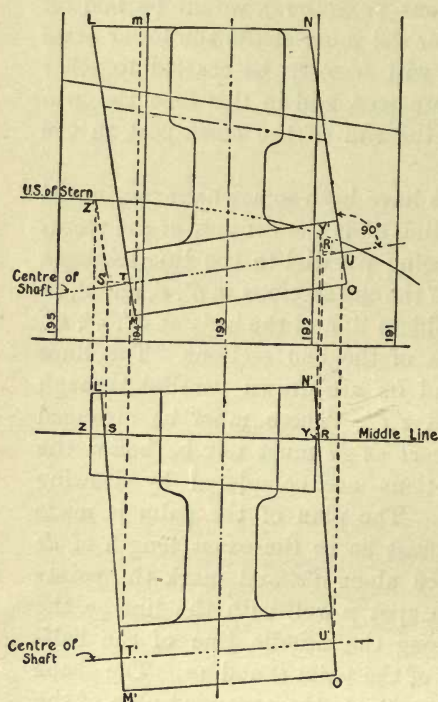 L m N
U.S. of Stern Z'
90°
Y'
R'
U
Centre of Shaft S' T
O
195 194 M 193 192 191
L' N'
Z S Y R Middle Line
Centre of Shaft T' U'
M' O